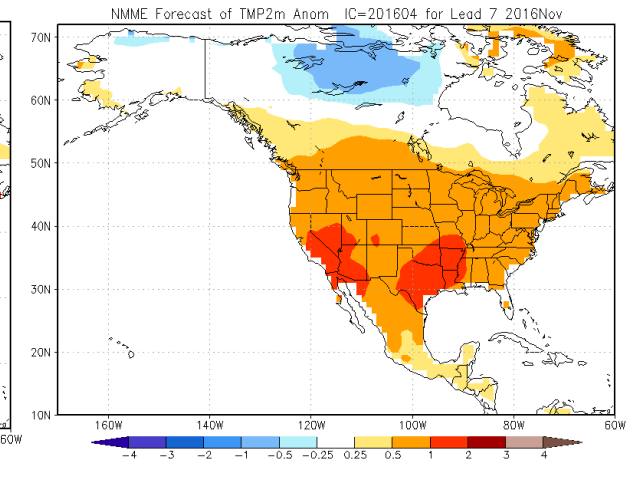 NMME Forecast of TMP2m Anom IC=201604 for Lead 7 2016Nov
70N
60N
50N
40N
30N
20N
10N
60W 160W 140W 120W 100W 80W 60W
-4 -3 -2 -1 -0.5 -0.25 0.25 0.5 1 2 3 4